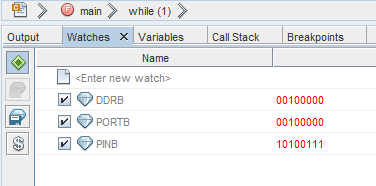 main while (1)
Output Watches Variables Call Stack Breakpoints
Name
<Enter new watch>
DDRB 00100000
PORTB 00100000
PINB 10100111